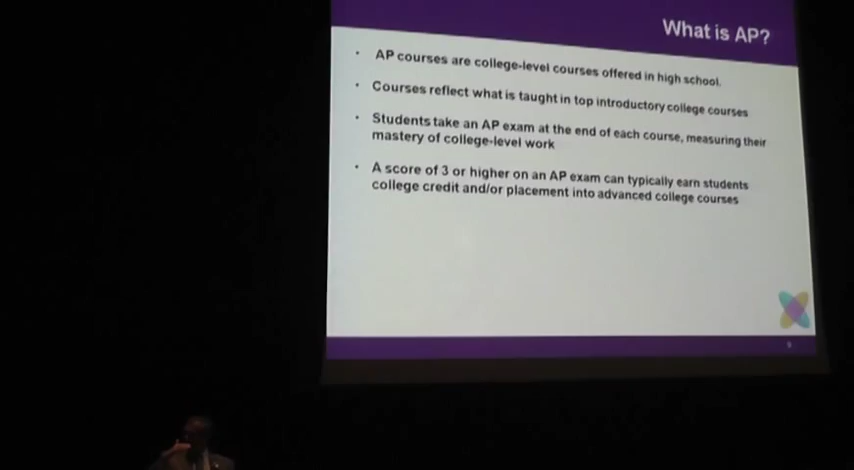 What is AP?
• AP courses are college-level courses offered in high school.
• Courses reflect what is taught in top introductory college courses
• Students take an AP exam at the end of each course, measuring their
mastery of college-level work
• A score of 3 or higher on an AP exam can typically earn students
college credit and/or placement into advanced college courses